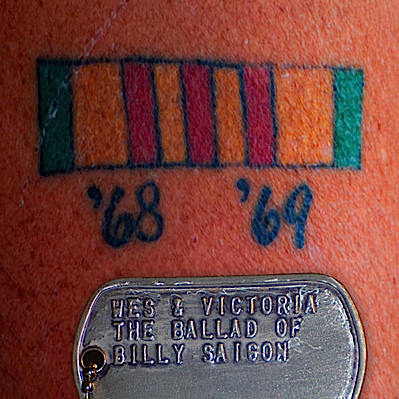 '68 '69
WES & VICTORIA
THE BALLAD OF
BILLY SAIGON